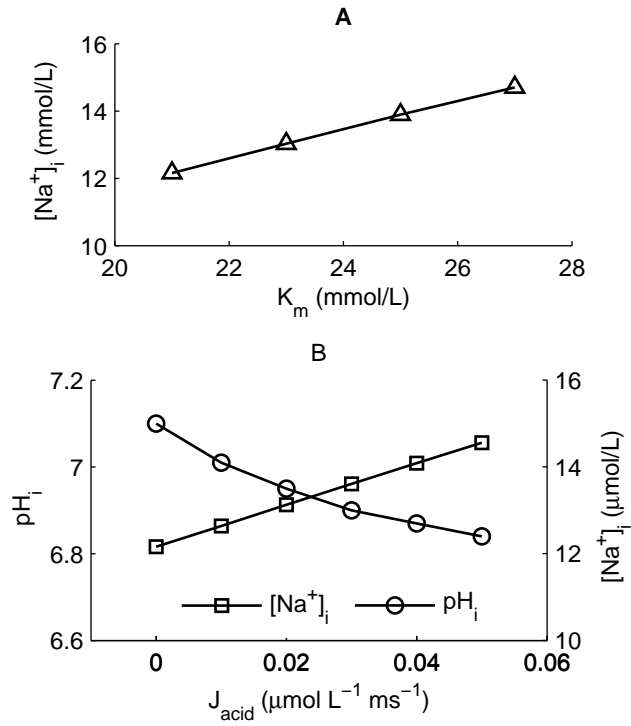 A
16
14
12
10
[Na⁺]ᵢ (mmol/L)
20 22 24 26 28
Kₘ (mmol/L)
B
7.2
7
6.8
6.6
pHᵢ
16
14
12
10
[Na⁺]ᵢ (μmol/L)
[Na⁺]ᵢ pHᵢ
0 0.02 0.04 0.06
J_acid (μmol L⁻¹ ms⁻¹)